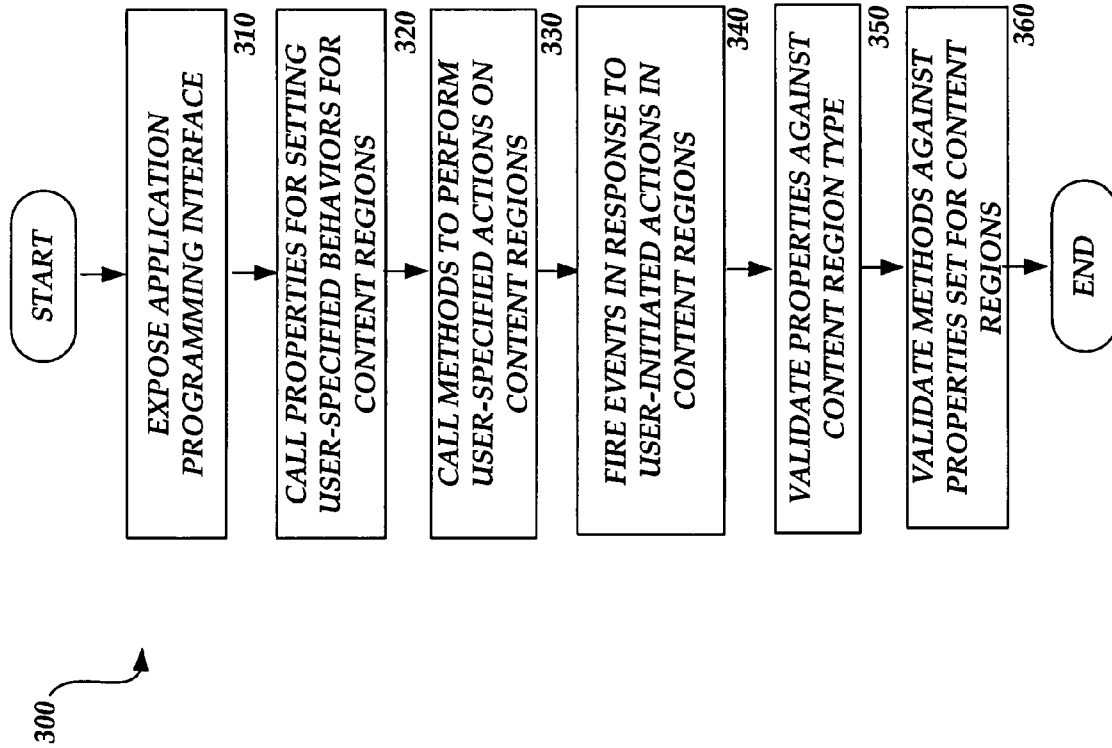 300
START
EXPOSE APPLICATION
PROGRAMMING INTERFACE
310
CALL PROPERTIES FOR SETTING
USER-SPECIFIED BEHAVIORS FOR
CONTENT REGIONS
320
CALL METHODS TO PERFORM
USER-SPECIFIED ACTIONS ON
CONTENT REGIONS
330
FIRE EVENTS IN RESPONSE TO
USER-INITIATED ACTIONS IN
CONTENT REGIONS
340
VALIDATE PROPERTIES AGAINST
CONTENT REGION TYPE
350
VALIDATE METHODS AGAINST
PROPERTIES SET FOR CONTENT
REGIONS
360
END